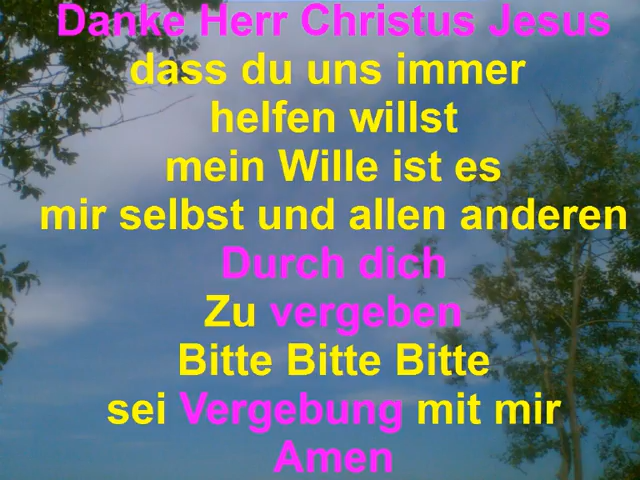 Danke Herr Christus Jesus
dass du uns immer
helfen willst
mein Wille ist es
mir selbst und allen anderen
Durch dich
Zu vergeben
Bitte Bitte Bitte
sei Vergebung mit mir
Amen